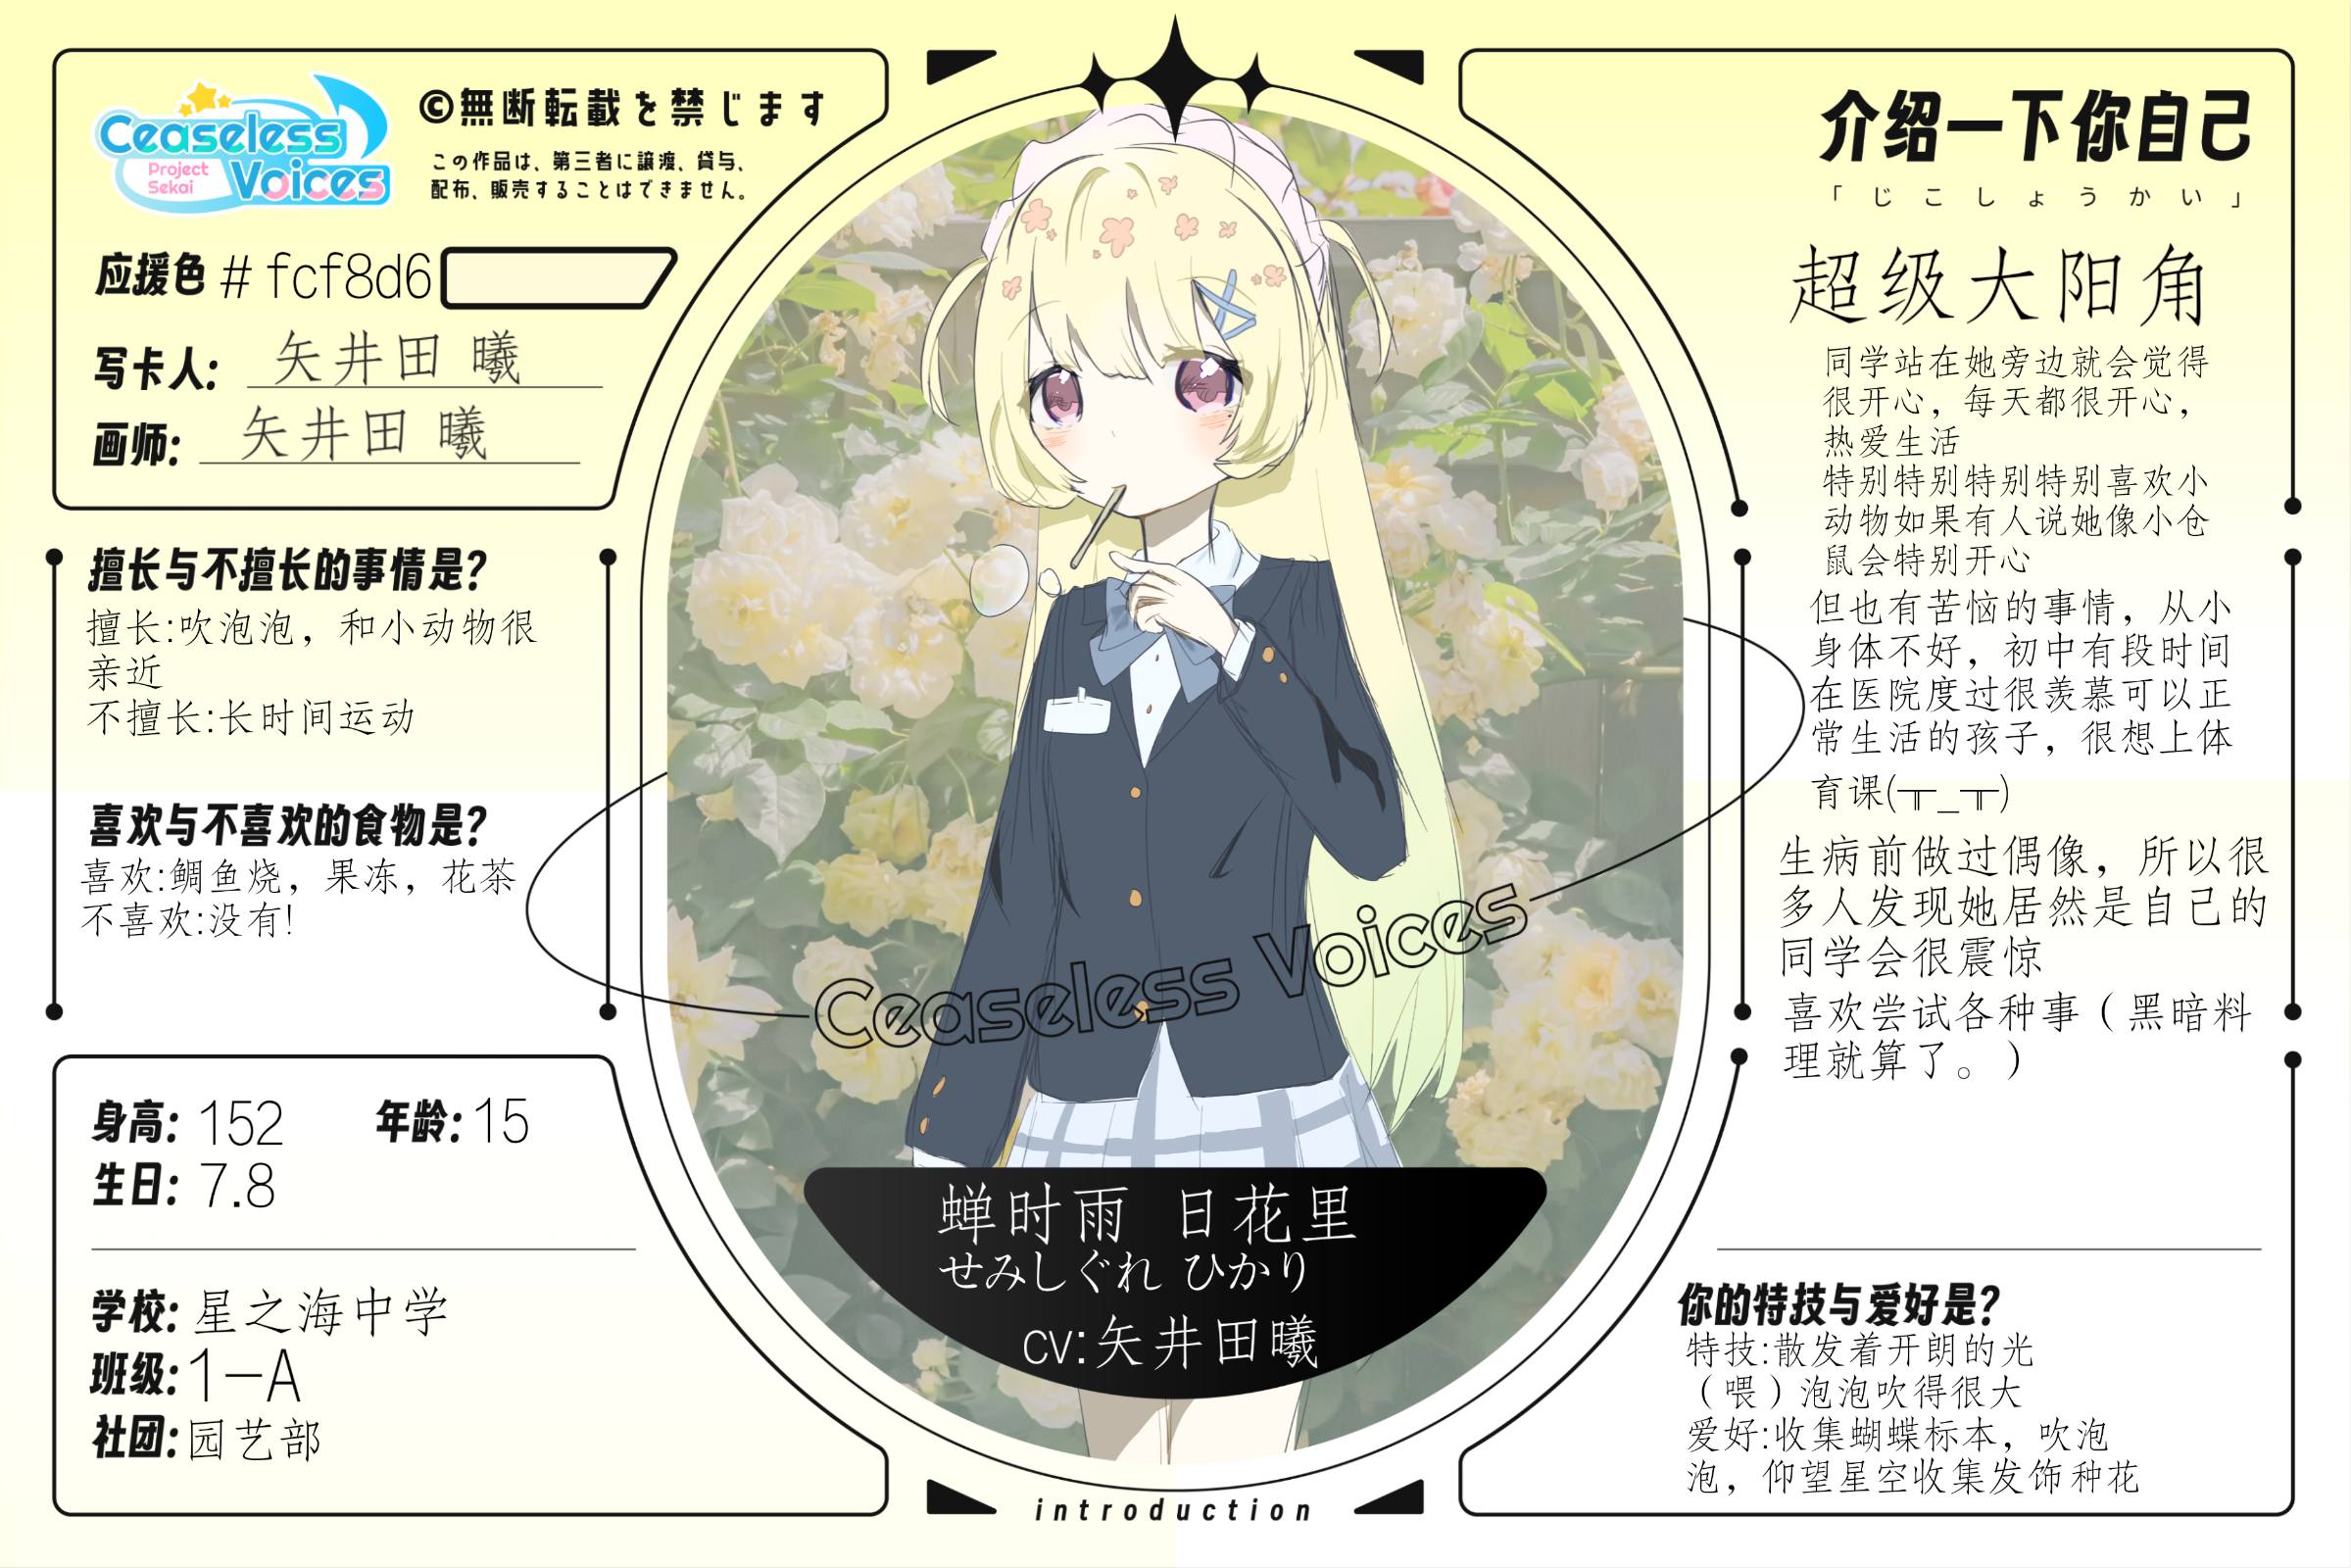 Ceaseless
Project
Sekai
Voices
©無断転載を禁じます
この作品は、第三者に譲渡、貸与、
配布、販売することはできません。
应援色 # fcf8d6
写卡人: 矢井田 曦
画师: 矢井田 曦
擅长与不擅长的事情是?
擅长:吹泡泡，和小动物很
亲近
不擅长:长时间运动
喜欢与不喜欢的食物是?
喜欢:鲷鱼烧，果冻，花茶
不喜欢:没有!
身高: 152 年龄: 15
生日: 7.8
学校: 星之海中学
班级: 1-A
社团: 园艺部
Ceaseless Voices
蝉时雨 日花里
せみしぐれ ひかり
cv:矢井田曦
introduction
介绍一下你自己
「じこしょうかい」
超级大阳角
同学站在她旁边就会觉得
很开心，每天都很开心，
热爱生活
特别特别特别特别喜欢小
动物如果有人说她像小仓
鼠会特别开心
但也有苦恼的事情，从小
身体不好，初中有段时间
在医院度过很羡慕可以正
常生活的孩子，很想上体
育课(╥_╥)
生病前做过偶像，所以很
多人发现她居然是自己的
同学会很震惊
喜欢尝试各种事（黑暗料
理就算了。）
你的特技与爱好是?
特技:散发着开朗的光
（喂）泡泡吹得很大
爱好:收集蝴蝶标本，吹泡
泡，仰望星空收集发饰种花